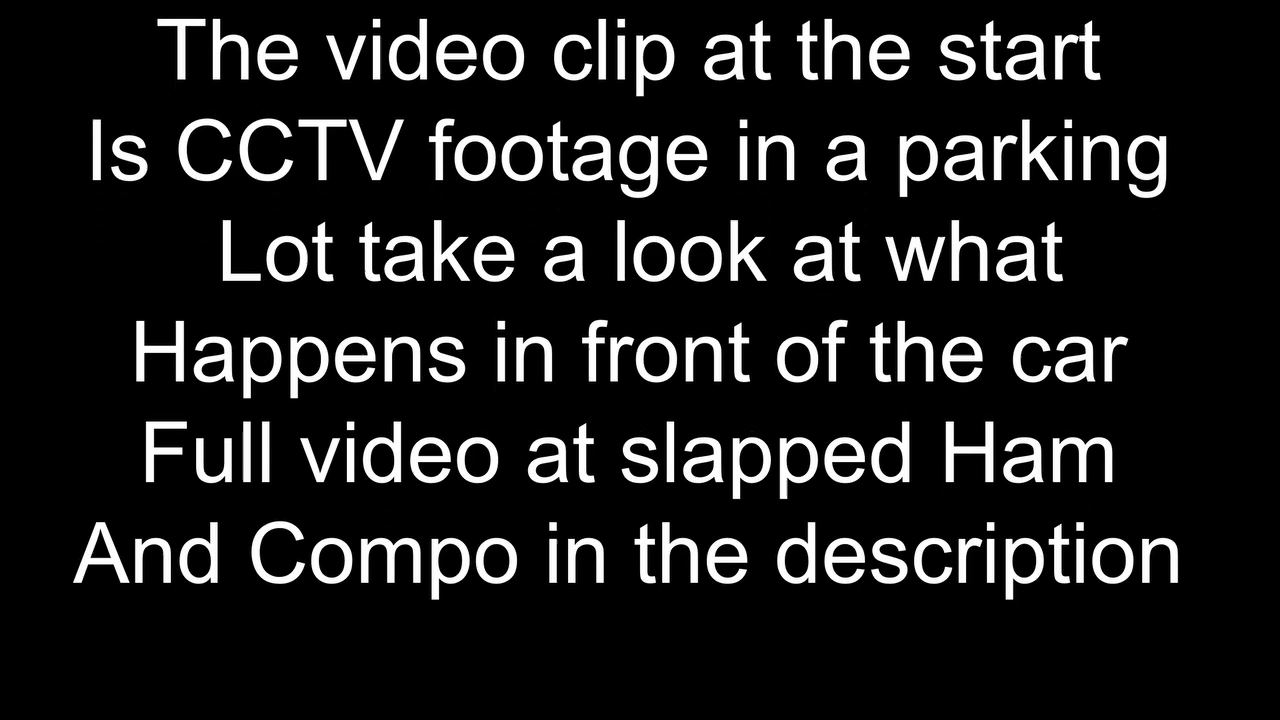 The video clip at the start
Is CCTV footage in a parking
Lot take a look at what
Happens in front of the car
Full video at slapped Ham
And Compo in the description